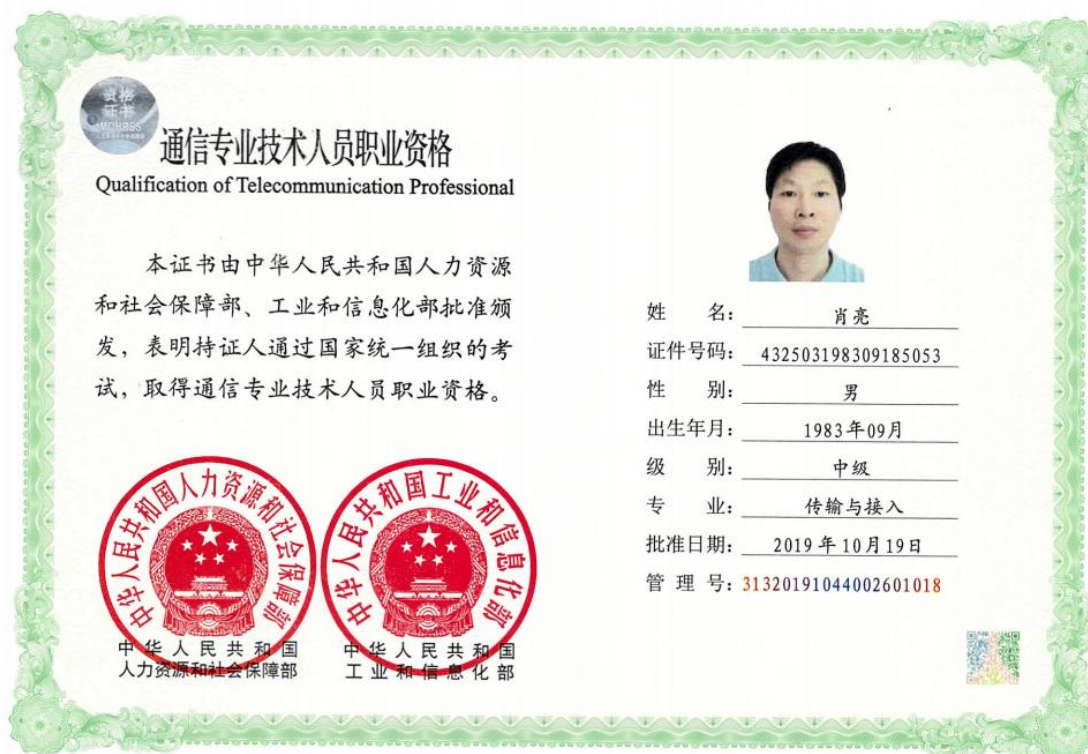 资格
证书
MOHRSS
通信专业技术人员职业资格
Qualification of Telecommunication Professional
本证书由中华人民共和国人力资源
和社会保障部、工业和信息化部批准颁
发，表明持证人通过国家统一组织的考
试，取得通信专业技术人员职业资格。
中华人民共和国人力资源和社会保障部
中华人民共和国
人力资源和社会保障部
中华人民共和国工业和信息化部
中华人民共和国
工业和信息化部
姓 名：肖亮
证件号码：432503198309185053
性 别：男
出生年月：1983年09月
级 别：中级
专 业：传输与接入
批准日期：2019年10月19日
管 理 号：31320191044002601018